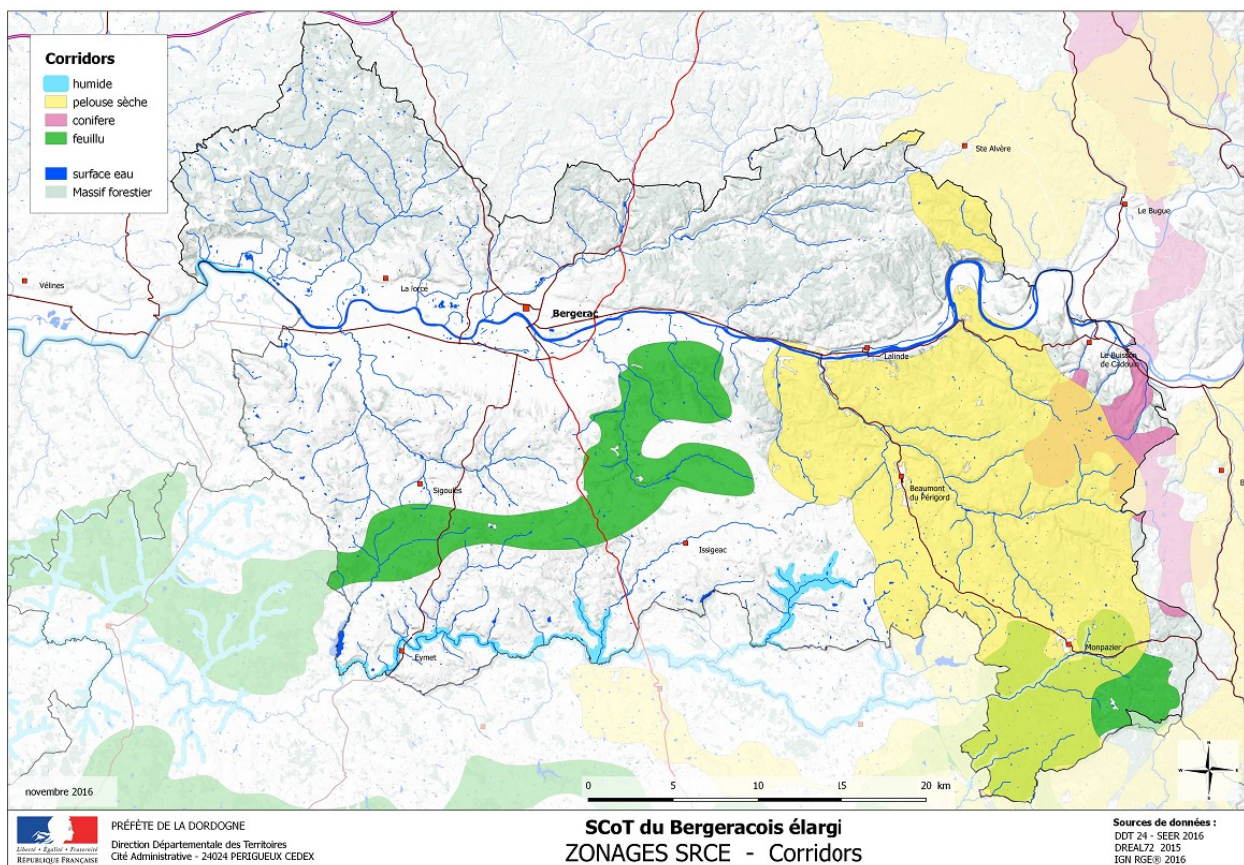 Corridors
humide
pelouse sèche
conifere
feuillu
surface eau
Massif forestier
Ste Alvère
Le Bugue
Vélines
La force
Bergerac
Lalinde
Le Buisson
de Cadouin
Sigoulès
Beaumont
du Périgord
B
Issigeac
Eymet
Monpazier
novembre 2016
0 5 10 15 20 km
N
W E
S
Liberté • Égalité • Fraternité
RÉPUBLIQUE FRANÇAISE
PRÉFÈTE DE LA DORDOGNE
Direction Départementale des Territoires
Cité Administrative - 24024 PERIGUEUX CEDEX
SCoT du Bergeracois élargi
ZONAGES SRCE - Corridors
Sources de données :
DDT 24 - SEER 2016
DREAL72 2015
IGN RGE® 2016